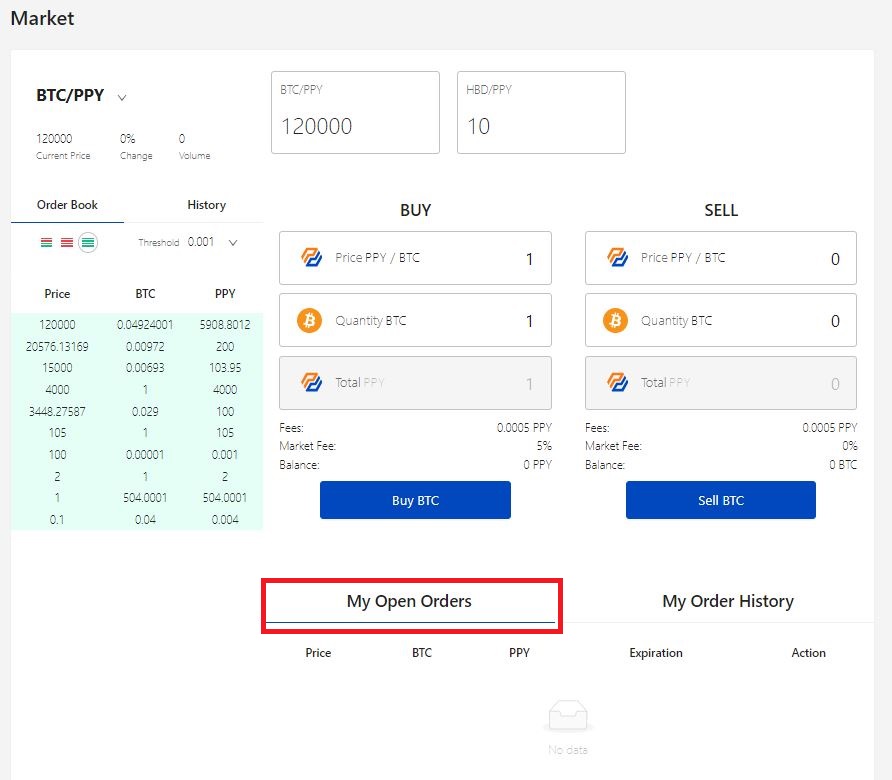 Market
BTC/PPY
120000 0% 0
Current Price Change Volume
BTC/PPY
120000
HBD/PPY
10
Order Book History
Threshold 0.001
Price BTC PPY
120000 0.04924001 5908.8012
20576.13169 0.00972 200
15000 0.00693 103.95
4000 1 4000
3448.27587 0.029 100
105 1 105
100 0.00001 0.001
2 1 2
1 504.0001 504.0001
0.1 0.04 0.004
BUY
Price PPY / BTC 1
Quantity BTC 1
Total PPY 1
Fees: 0.0005 PPY
Market Fee: 5%
Balance: 0 PPY
Buy BTC
SELL
Price PPY / BTC 0
Quantity BTC 0
Total PPY 0
Fees: 0.0005 PPY
Market Fee: 0%
Balance: 0 BTC
Sell BTC
My Open Orders My Order History
Price BTC PPY Expiration Action
No data